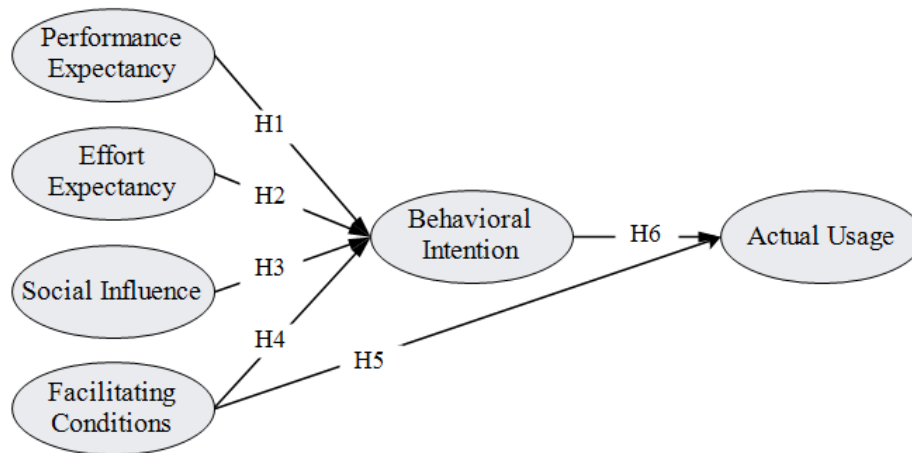 Performance
Expectancy
H1
Effort
Expectancy
H2
Behavioral
Intention
H6
Actual Usage
H3
Social Influence
H4
H5
Facilitating
Conditions